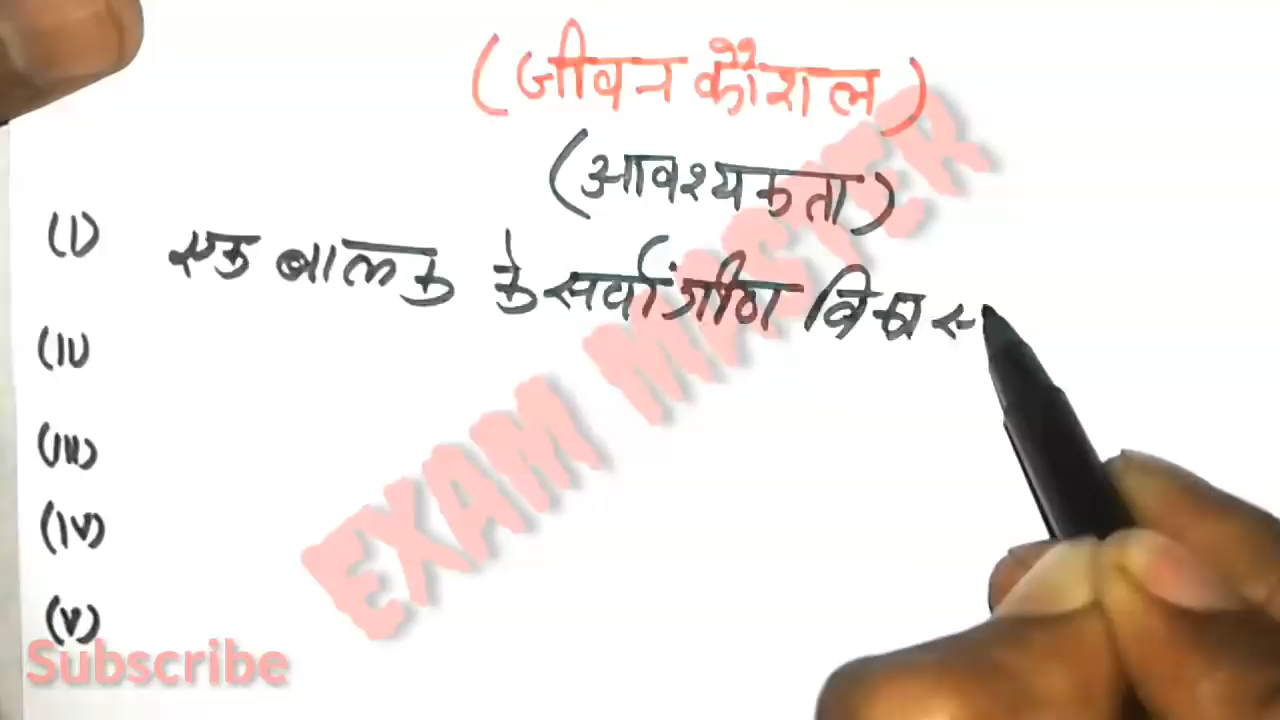 (जीवन कौशल)
(आवश्यकता)
(I) एक बालक के सर्वांगीण विकास
(II)
(III)
(IV)
(V)
EXAM MASTER
Subscribe